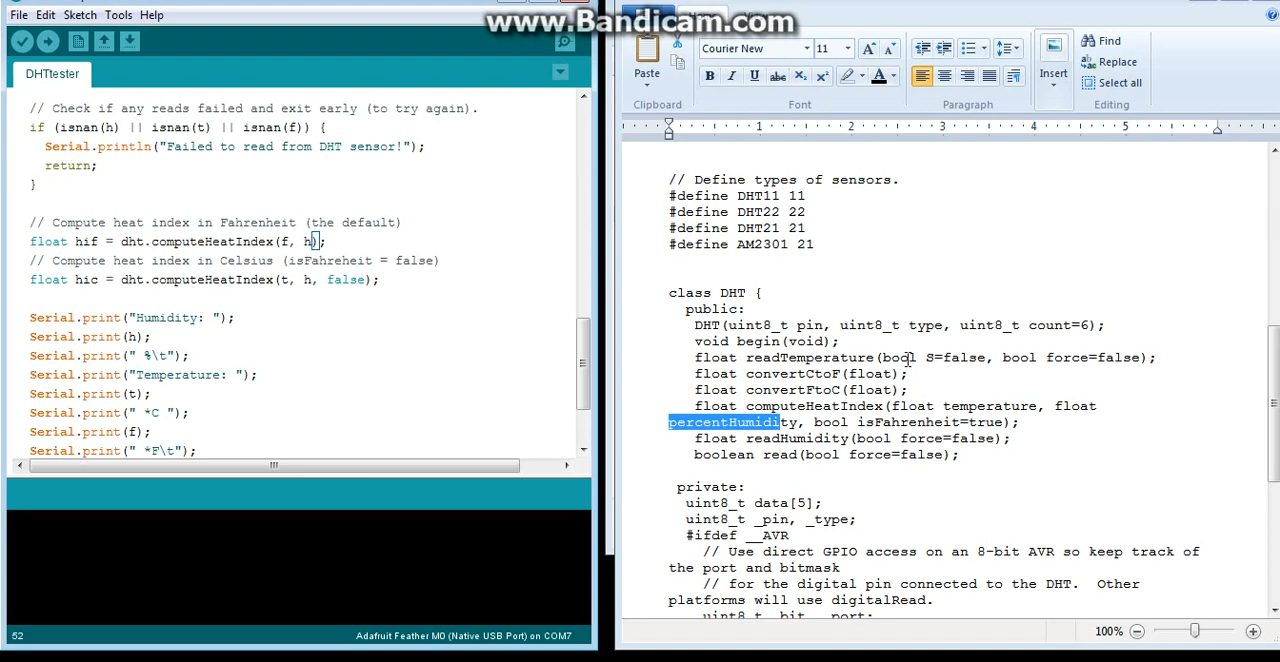 www.Bandicam.com
File Edit Sketch Tools Help
DHTtester
// Check if any reads failed and exit early (to try again).
if (isnan(h) || isnan(t) || isnan(f)) {
Serial.println("Failed to read from DHT sensor!");
return;
}
// Compute heat index in Fahrenheit (the default)
float hif = dht.computeHeatIndex(f, h);
// Compute heat index in Celsius (isFahreheit = false)
float hic = dht.computeHeatIndex(t, h, false);
Serial.print("Humidity: ");
Serial.print(h);
Serial.print(" %\t");
Serial.print("Temperature: ");
Serial.print(t);
Serial.print(" *C ");
Serial.print(f);
Serial.print(" *F\t");
52
Adafruit Feather M0 (Native USB Port) on COM7
Paste
Clipboard
Courier New 11
B I U abc X₂ X² A
Font
Paragraph
Insert
Find
Replace
Select all
Editing
1 2 3 4 5
// Define types of sensors.
#define DHT11 11
#define DHT22 22
#define DHT21 21
#define AM2301 21
class DHT {
public:
DHT(uint8_t pin, uint8_t type, uint8_t count=6);
void begin(void);
float readTemperature(bool S=false, bool force=false);
float convertCtoF(float);
float convertFtoC(float);
float computeHeatIndex(float temperature, float
percentHumidity, bool isFahrenheit=true);
float readHumidity(bool force=false);
boolean read(bool force=false);
private:
uint8_t data[5];
uint8_t _pin, _type;
#ifdef __AVR
// Use direct GPIO access on an 8-bit AVR so keep track of
the port and bitmask
// for the digital pin connected to the DHT.  Other
platforms will use digitalRead.
uint8_t _bit, _port;
100%